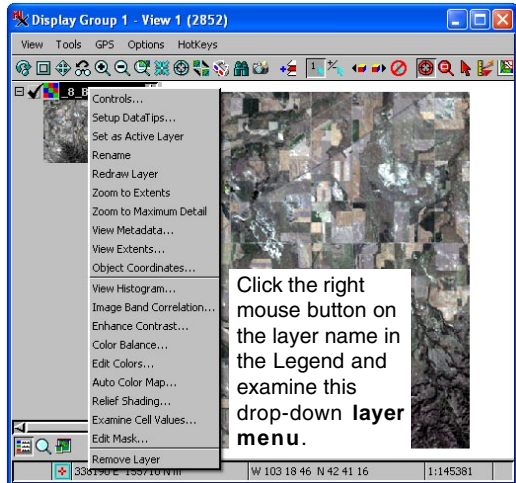 Display Group 1 - View 1 (2852)
View Tools GPS Options HotKeys
_8_B
Controls...
Setup DataTips...
Set as Active Layer
Rename
Redraw Layer
Zoom to Extents
Zoom to Maximum Detail
View Metadata...
View Extents...
Object Coordinates...
View Histogram...
Image Band Correlation...
Enhance Contrast...
Color Balance...
Edit Colors...
Auto Color Map...
Relief Shading...
Examine Cell Values...
Edit Mask...
Remove Layer
Click the right
mouse button on
the layer name in
the Legend and
examine this
drop-down layer
menu.
W 103 18 46 N 42 41 16
1:145381